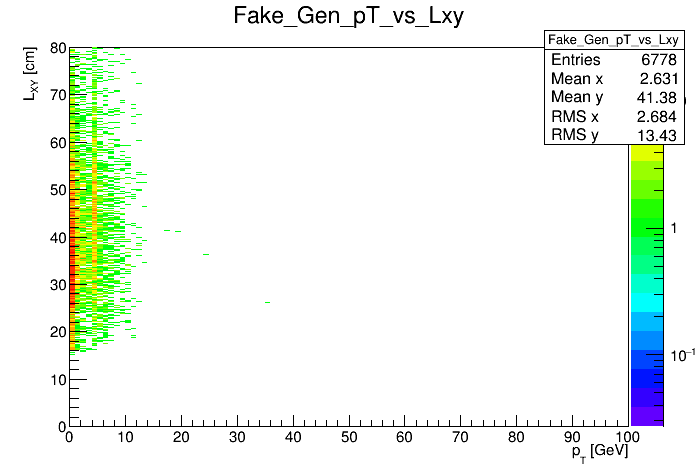 Fake_Gen_pT_vs_Lxy
Fake_Gen_pT_vs_Lxy
Entries 6778
Mean x 2.631
Mean y 41.38
RMS x 2.684
RMS y 13.43
L_XY [cm]
80
70
60
50
40
30
20
10
0
0 10 20 30 40 50 60 70 80 90 100
p_T [GeV]
1
10⁻¹